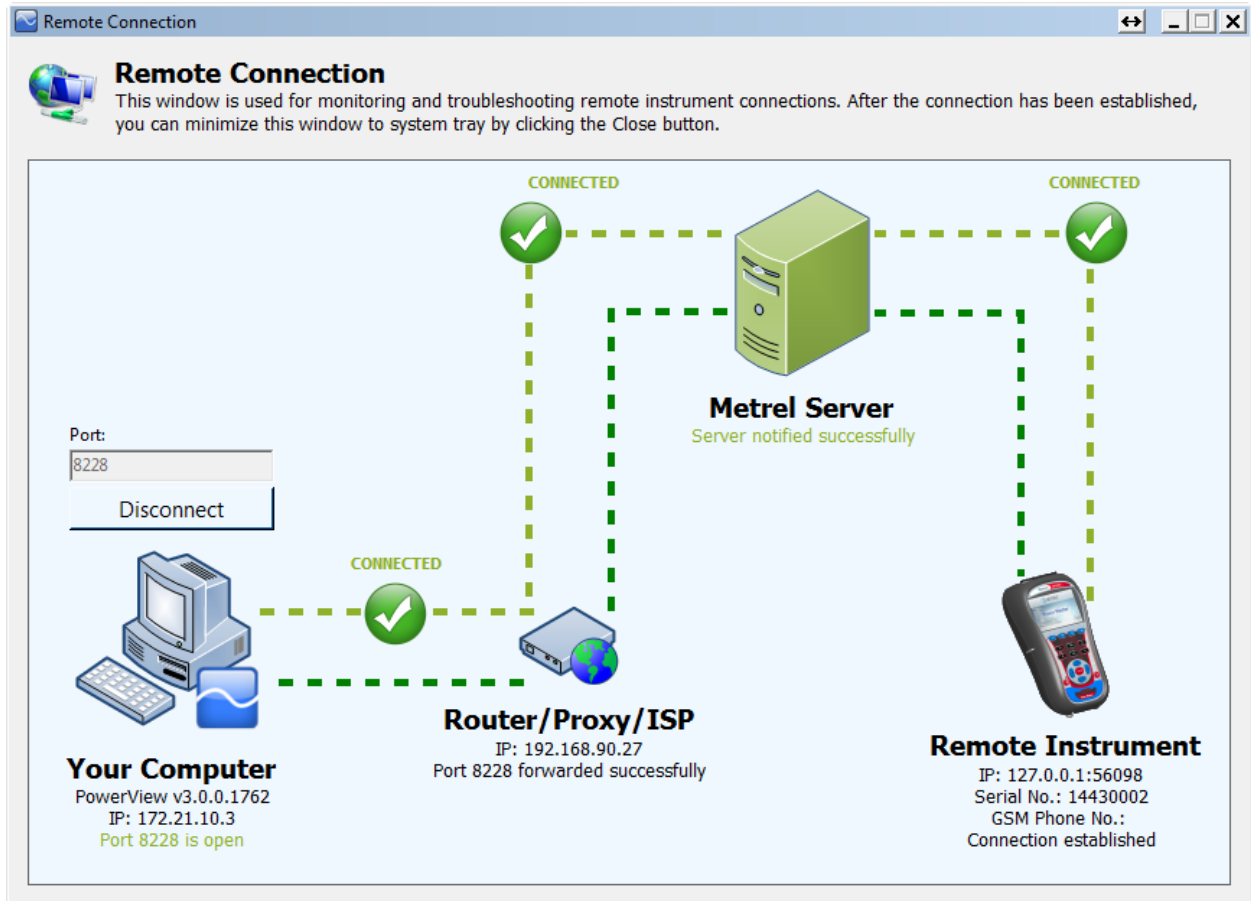 Remote Connection
Remote Connection
This window is used for monitoring and troubleshooting remote instrument connections. After the connection has been established,
you can minimize this window to system tray by clicking the Close button.
CONNECTED
CONNECTED
Metrel Server
Server notified successfully
Port:
8228
Disconnect
CONNECTED
Router/Proxy/ISP
IP: 192.168.90.27
Port 8228 forwarded successfully
Your Computer
PowerView v3.0.0.1762
IP: 172.21.10.3
Port 8228 is open
Remote Instrument
IP: 127.0.0.1:56098
Serial No.: 14430002
GSM Phone No.:
Connection established